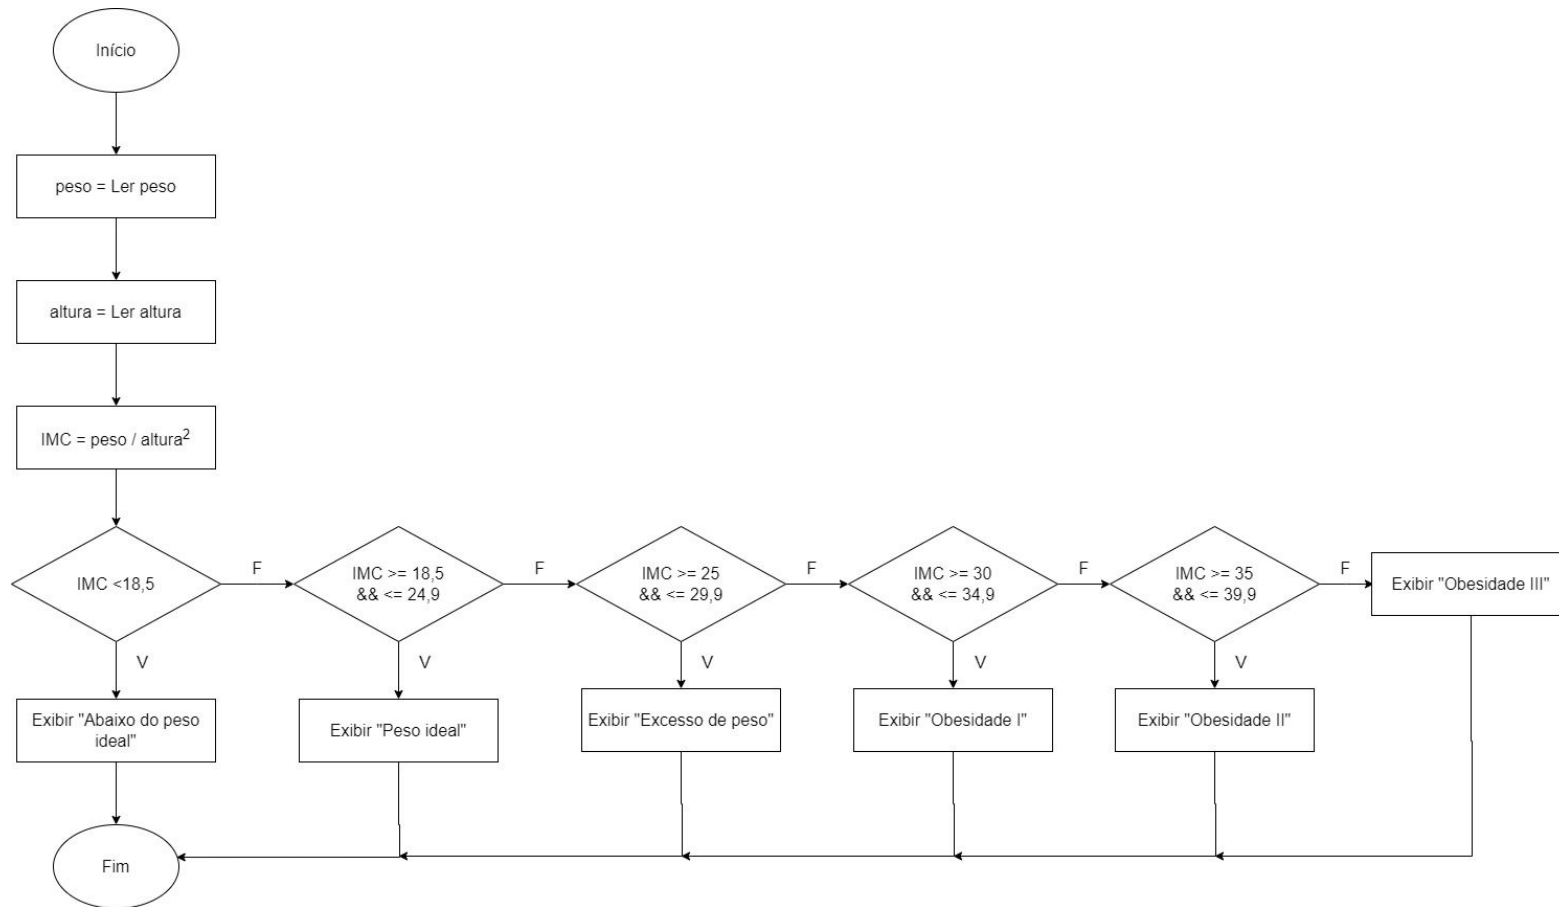 Início
peso = Ler peso
altura = Ler altura
IMC = peso / altura²
IMC <18,5
F
IMC >= 18,5
&& <= 24,9
F
IMC >= 25
&& <= 29,9
F
IMC >= 30
&& <= 34,9
F
IMC >= 35
&& <= 39,9
F
Exibir "Obesidade III"
V
V
V
V
V
Exibir "Abaixo do peso
ideal"
Exibir "Peso ideal"
Exibir "Excesso de peso"
Exibir "Obesidade I"
Exibir "Obesidade II"
Fim